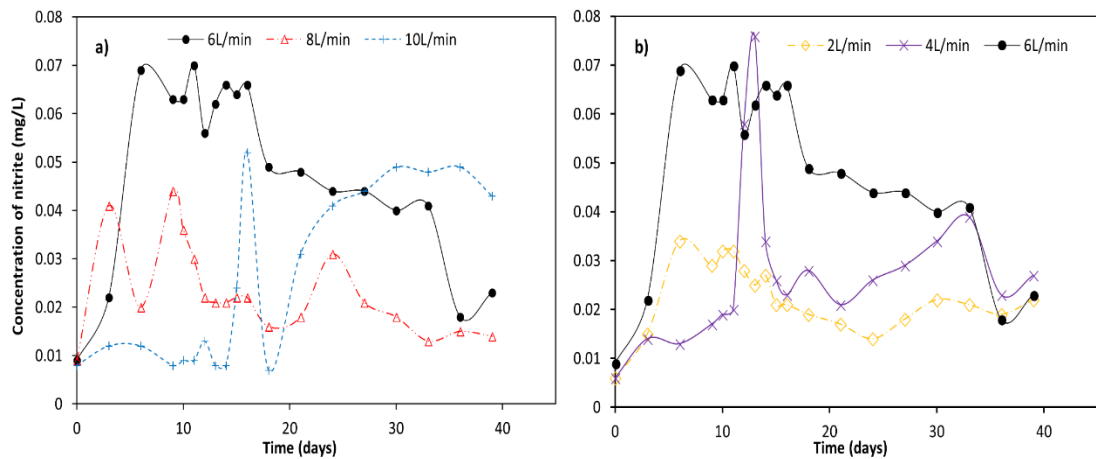 a) 6L/min 8L/min 10L/min
Concentration of nitrite (mg/L)
0.08
0.07
0.06
0.05
0.04
0.03
0.02
0.01
0
0 10 20 30 40
Time (days)
b) 2L/min 4L/min 6L/min
0.08
0.07
0.06
0.05
0.04
0.03
0.02
0.01
0
0 10 20 30 40
Time (days)